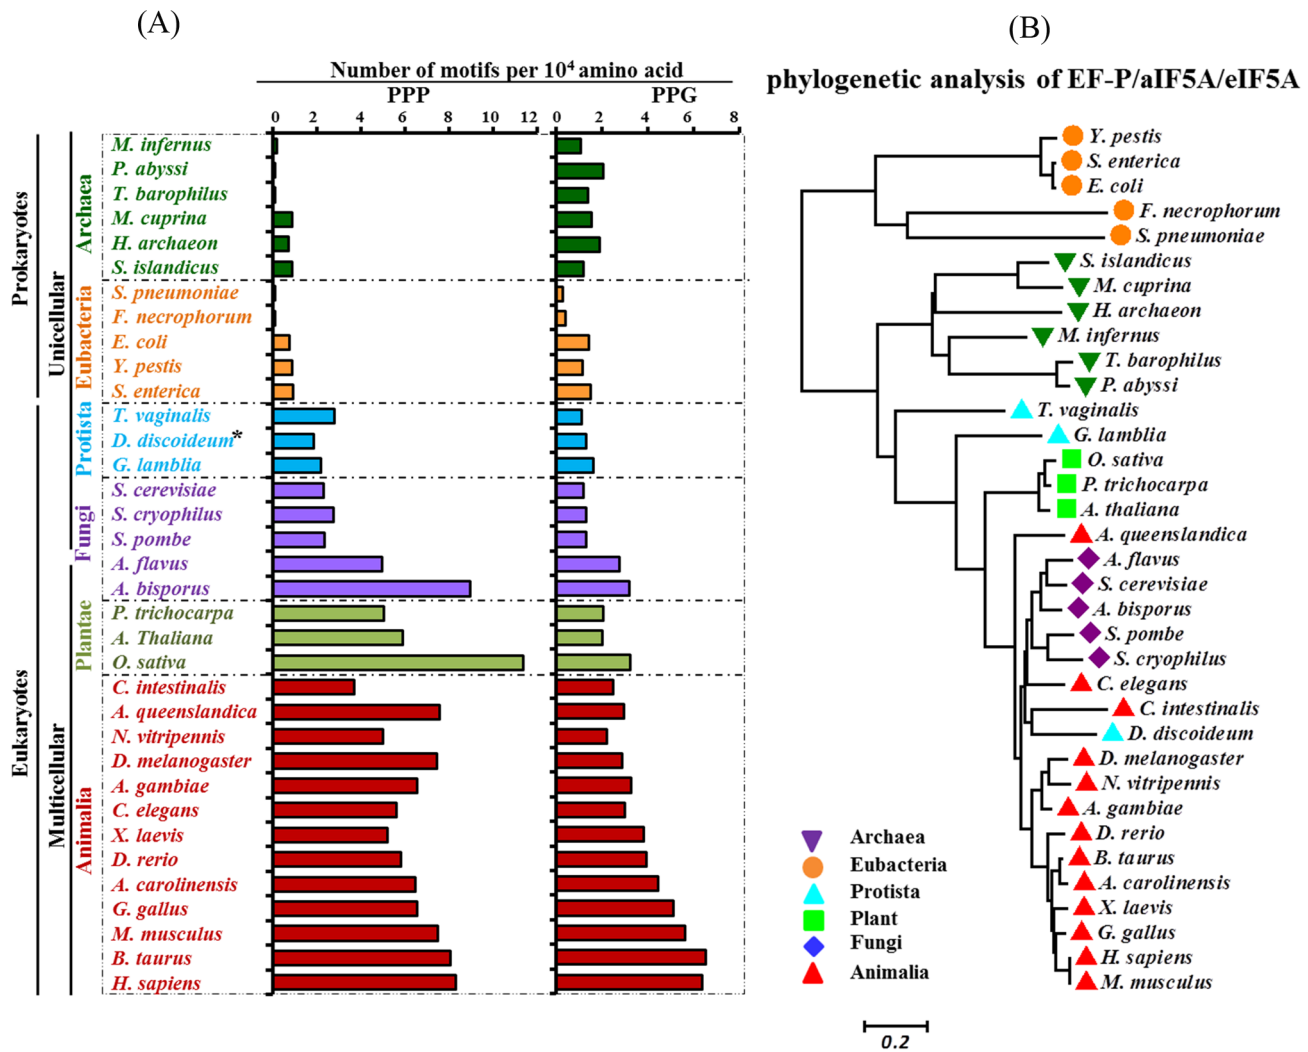 (A)
Number of motifs per 10⁴ amino acid
PPP
PPG
0 2 4 6 8 10 12
0 2 4 6 8
Prokaryotes
Eukaryotes
Unicellular
Multicellular
Archaea
M. infernus
P. abyssi
T. barophilus
M. cuprina
H. archaeon
S. islandicus
Eubacteria
S. pneumoniae
F. necrophorum
E. coli
Y. pestis
S. enterica
Protista
T. vaginalis
D. discoideum*
G. lamblia
Fungi
S. cerevisiae
S. cryophilus
S. pombe
A. flavus
A. bisporus
Plantae
P. trichocarpa
A. Thaliana
O. sativa
Animalia
C. intestinalis
A. queenslandica
N. vitripennis
D. melanogaster
A. gambiae
C. elegans
X. laevis
D. rerio
A. carolinensis
G. gallus
M. musculus
B. taurus
H. sapiens
(B)
phylogenetic analysis of EF-P/aIF5A/eIF5A
Y. pestis
S. enterica
E. coli
F. necrophorum
S. pneumoniae
S. islandicus
M. cuprina
H. archaeon
M. infernus
T. barophilus
P. abyssi
T. vaginalis
G. lamblia
O. sativa
P. trichocarpa
A. thaliana
A. queenslandica
A. flavus
S. cerevisiae
A. bisporus
S. pombe
S. cryophilus
C. elegans
C. intestinalis
D. discoideum
D. melanogaster
N. vitripennis
A. gambiae
D. rerio
B. taurus
A. carolinensis
X. laevis
G. gallus
H. sapiens
M. musculus
Archaea
Eubacteria
Protista
Plant
Fungi
Animalia
0.2